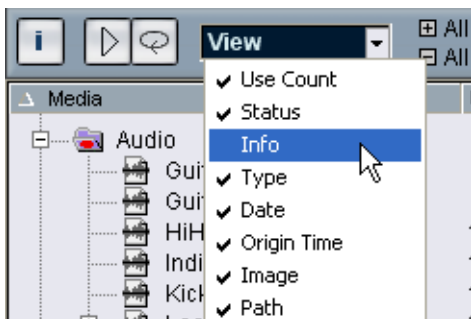 i
View
All
All
Media
Use Count
Status
Info
Type
Date
Origin Time
Image
Path
Audio
Gui
Gui
HiH
Indi
Kick